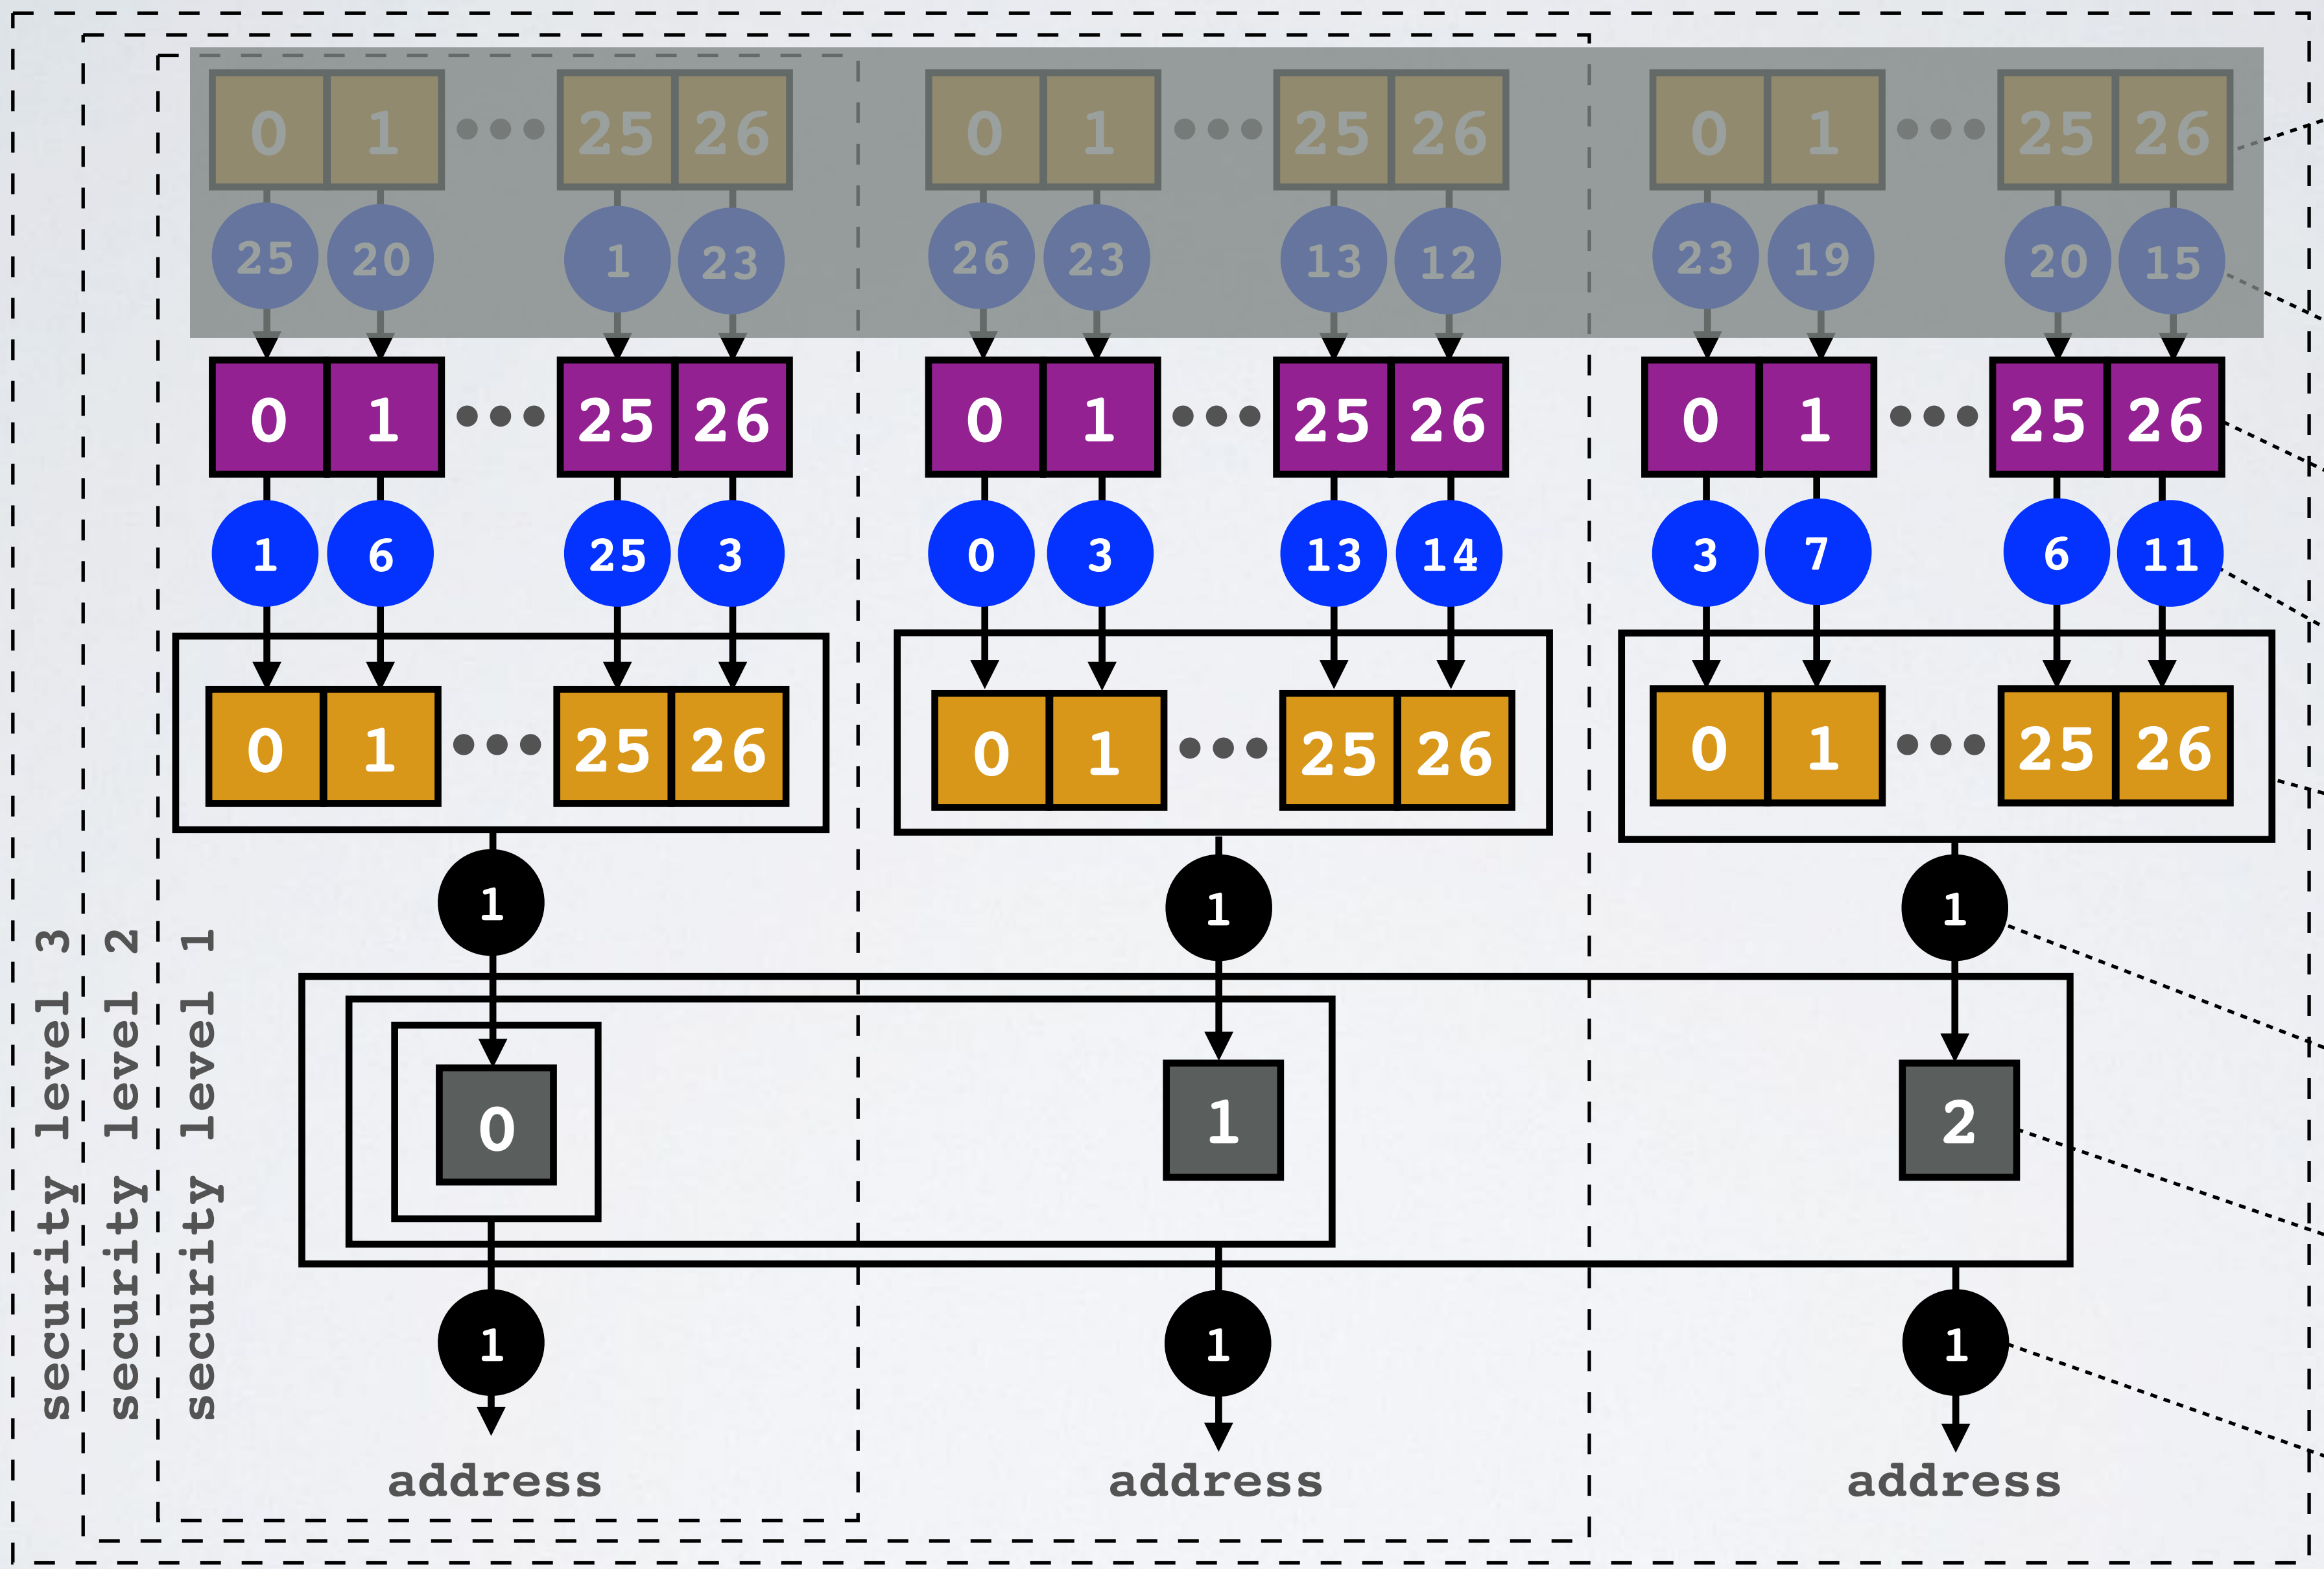 0 1 25 26 0 1 25 26 0 1 25 26
25 20 1 23 26 23 13 12 23 19 20 15
0 1 25 26 0 1 25 26 0 1 25 26
1 6 25 3 0 3 13 14 3 7 6 11
0 1 25 26 0 1 25 26 0 1 25 26
1 1 1
0 1 2
1 1 1
address address address
security level 3
security level 2
security level 1